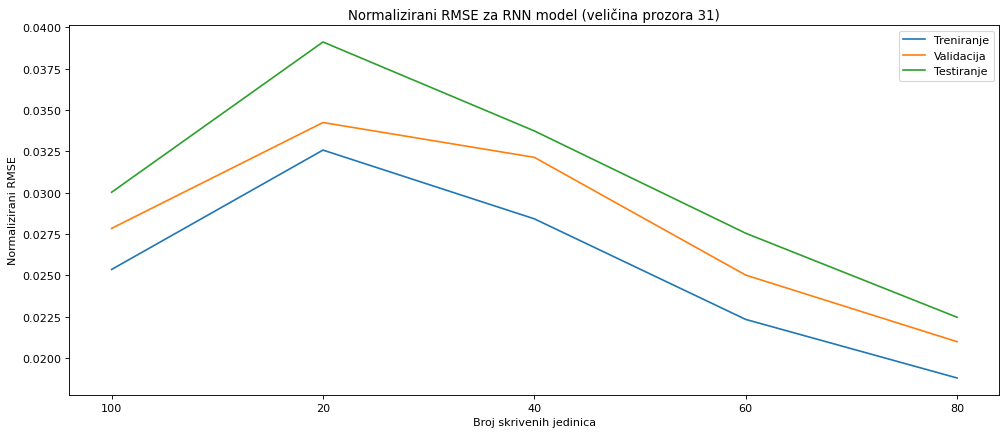 Normalizirani RMSE za RNN model (veličina prozora 31)
Treniranje
Validacija
Testiranje
Normalizirani RMSE
0.0400
0.0375
0.0350
0.0325
0.0300
0.0275
0.0250
0.0225
0.0200
100
20
40
60
80
Broj skrivenih jedinica